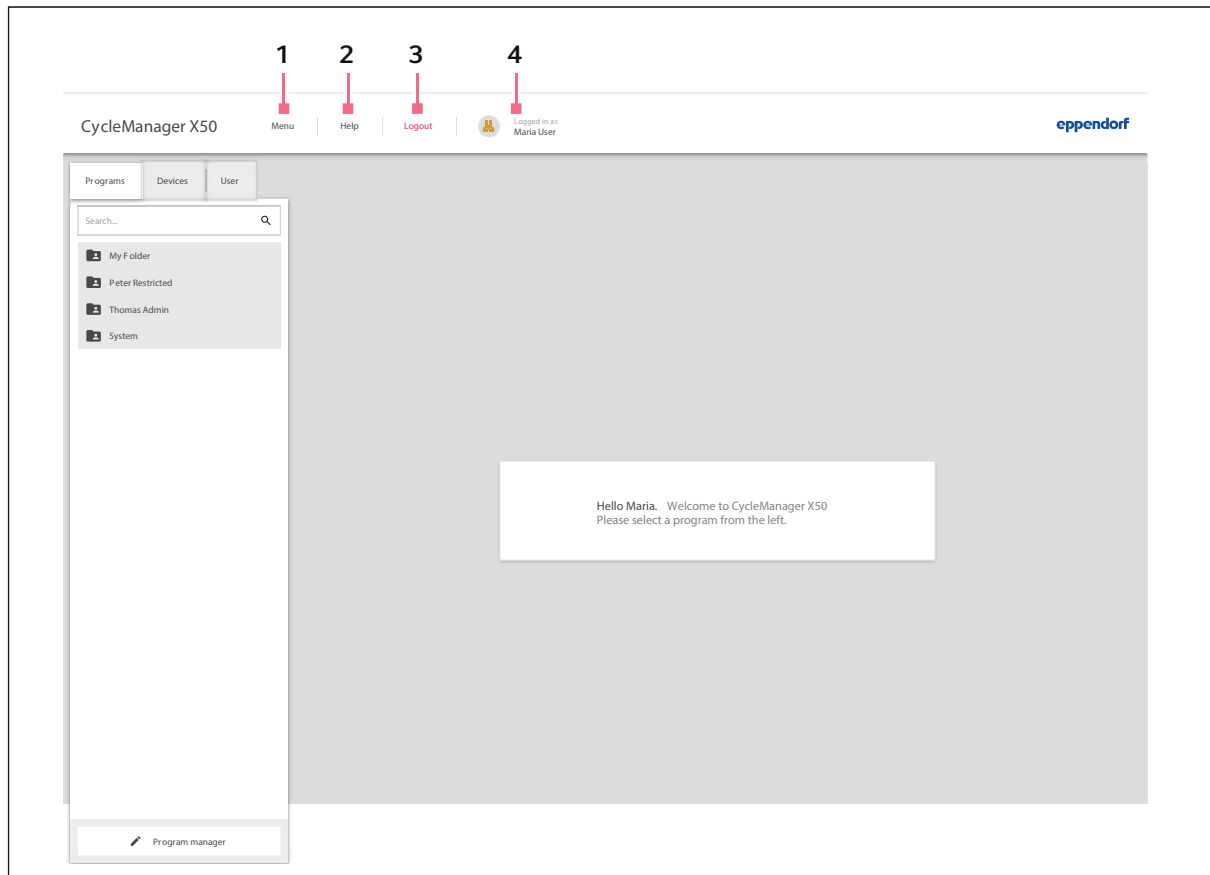 1 2 3 4
CycleManager X50 Menu Help Logout Logged in as eppendorf
Maria User
Programs Devices User
Search...
My Folder
Peter Restricted
Thomas Admin
System
Hello Maria. Welcome to CycleManager X50
Please select a program from the left.
Program manager